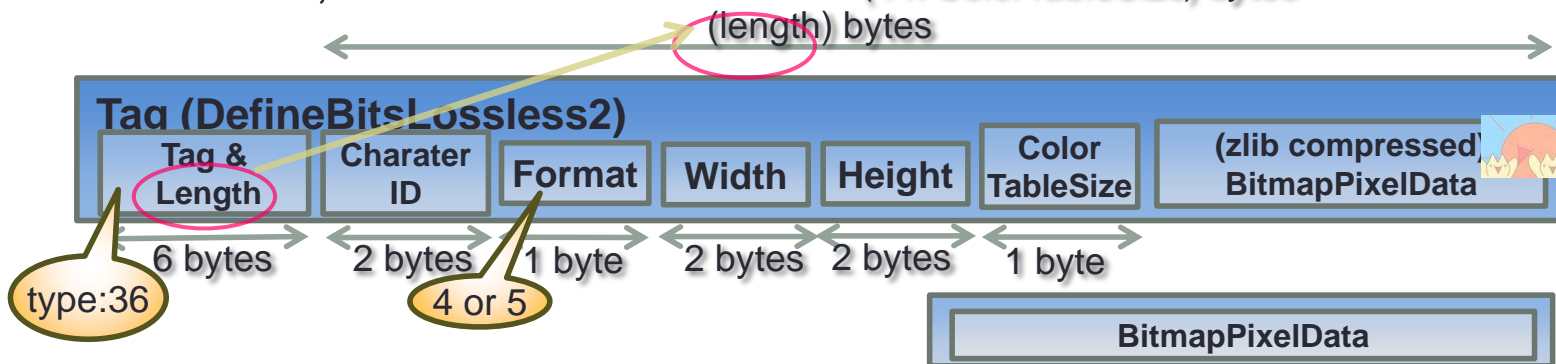 (length) bytes
Tag (DefineBitsLossless2)
Tag &
Length
Charater
ID
Format
Width
Height
Color
TableSize
(zlib compressed)
BitmapPixelData
6 bytes
2 bytes
1 byte
2 bytes
2 bytes
1 byte
type:36
4 or 5
BitmapPixelData